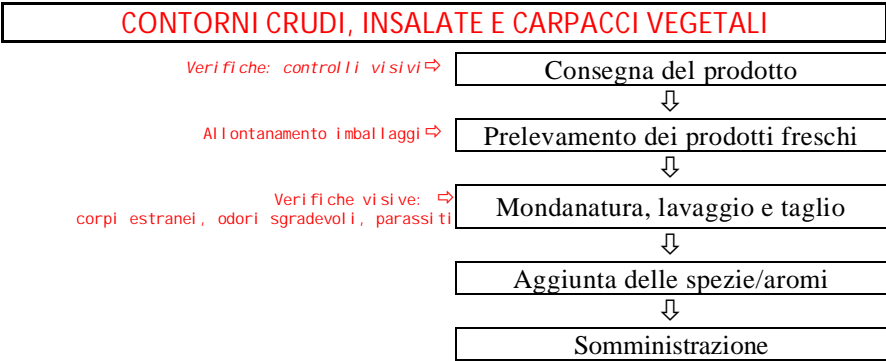 CONTORNI CRUDI, INSALATE E CARPACCI VEGETALI
Verifiche: controlli visivi⇨
Consegna del prodotto
⇩
Allontanamento imballaggi⇨
Prelevamento dei prodotti freschi
⇩
Verifiche visive: ⇨
corpi estranei, odori sgradevoli, parassiti
Mondanatura, lavaggio e taglio
⇩
Aggiunta delle spezie/aromi
⇩
Somministrazione